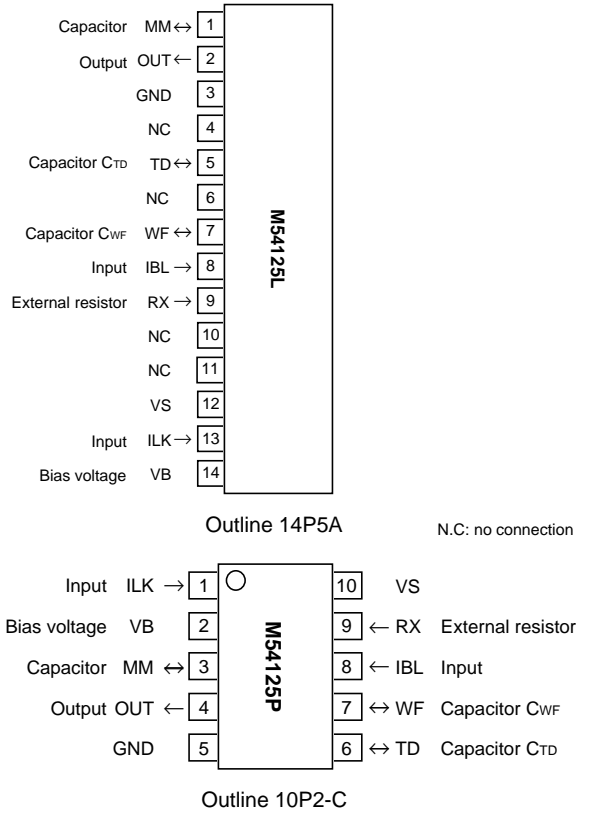 Capacitor MM ↔ 1
Output OUT ← 2
GND 3
NC 4
Capacitor CTD TD ↔ 5
NC 6
Capacitor CWF WF ↔ 7
Input IBL → 8
External resistor RX → 9
NC 10
NC 11
VS 12
Input ILK → 13
Bias voltage VB 14
M54125L
Outline 14P5A
N.C: no connection
Input ILK → 1
Bias voltage VB 2
Capacitor MM ↔ 3
Output OUT ← 4
GND 5
M54125P
10 VS
9 ← RX External resistor
8 ← IBL Input
7 ↔ WF Capacitor CWF
6 ↔ TD Capacitor CTD
Outline 10P2-C